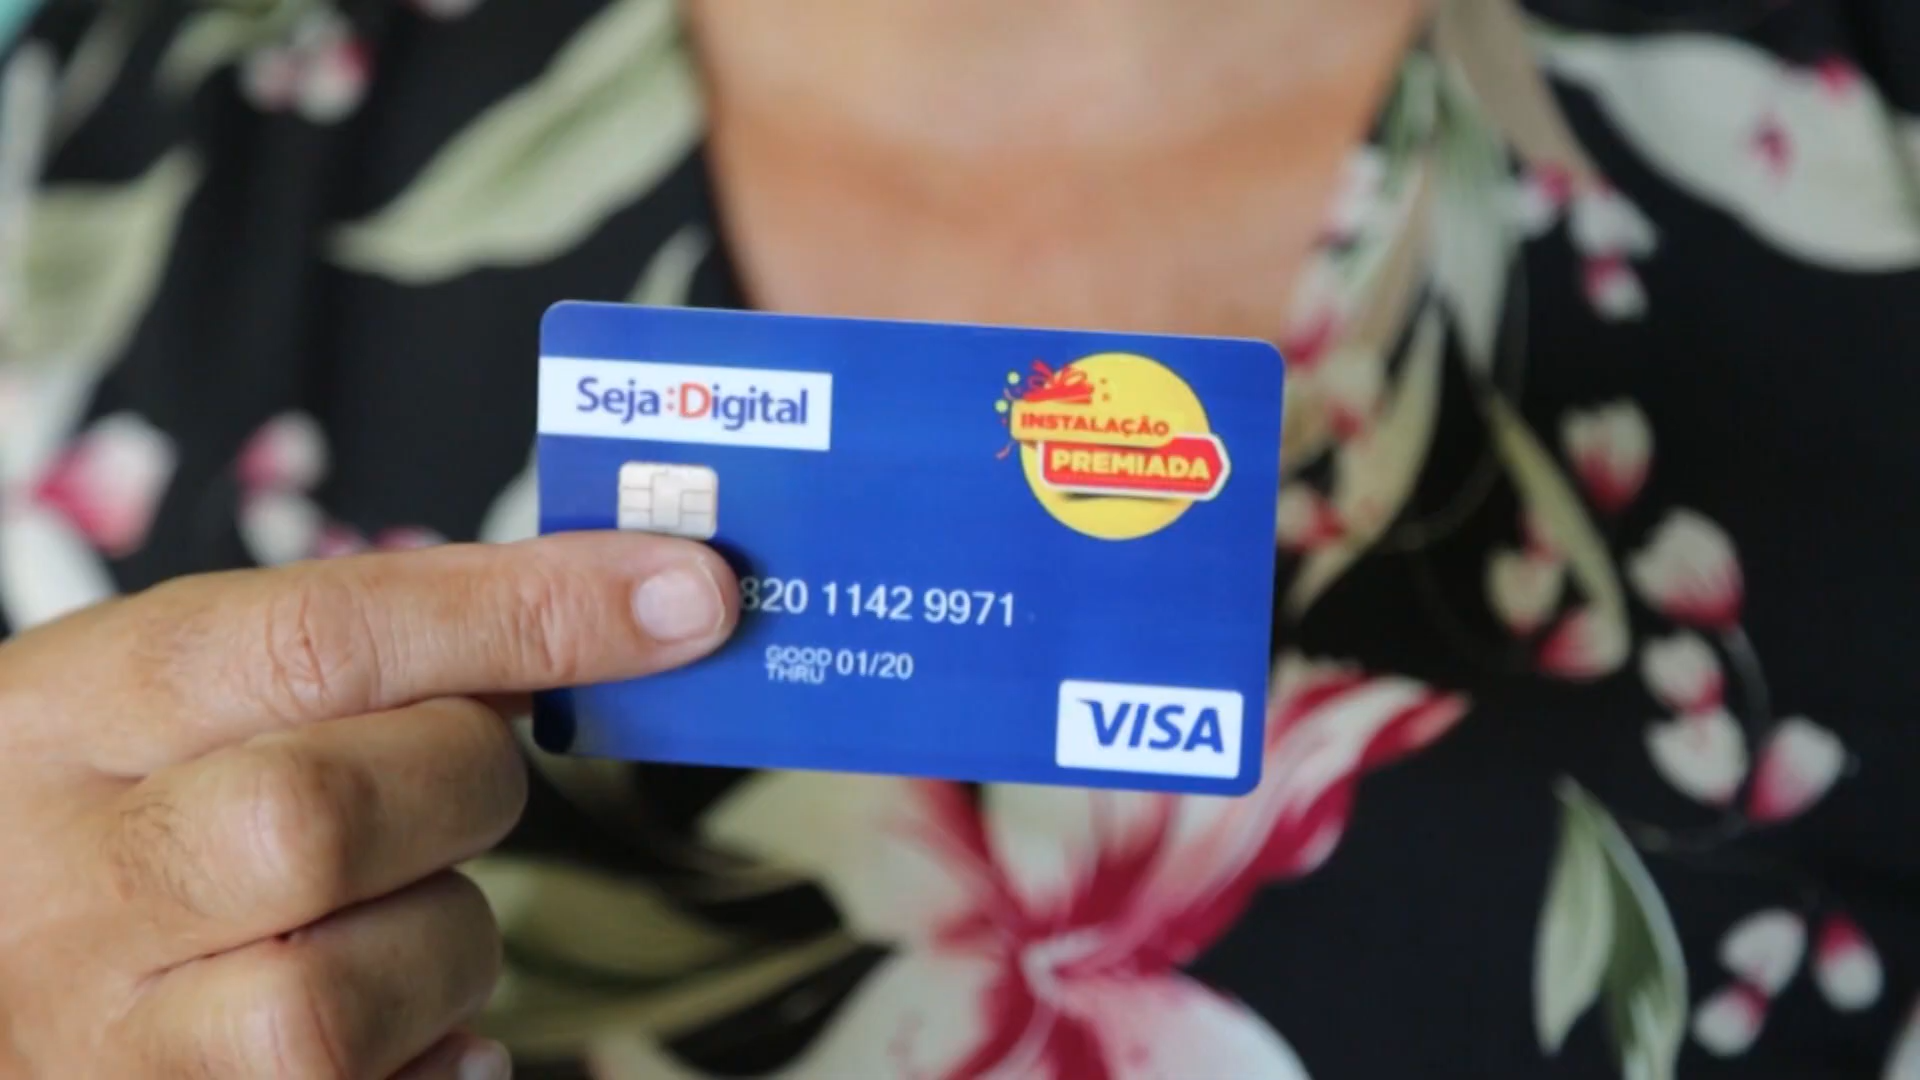 Seja:Digital
INSTALAÇÃO
PREMIADA
820 1142 9971
GOOD
THRU 01/20
VISA